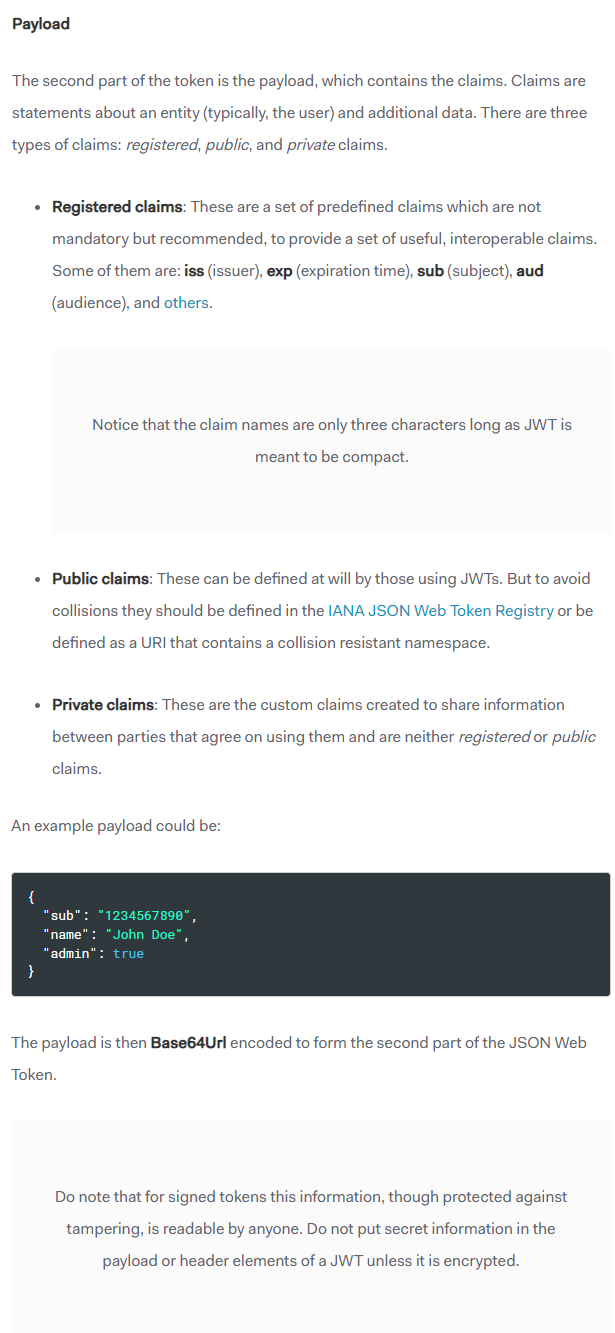 Payload
The second part of the token is the payload, which contains the claims. Claims are
statements about an entity (typically, the user) and additional data. There are three
types of claims: registered, public, and private claims.
• Registered claims: These are a set of predefined claims which are not
mandatory but recommended, to provide a set of useful, interoperable claims.
Some of them are: iss (issuer), exp (expiration time), sub (subject), aud
(audience), and others.
Notice that the claim names are only three characters long as JWT is
meant to be compact.
• Public claims: These can be defined at will by those using JWTs. But to avoid
collisions they should be defined in the IANA JSON Web Token Registry or be
defined as a URI that contains a collision resistant namespace.
• Private claims: These are the custom claims created to share information
between parties that agree on using them and are neither registered or public
claims.
An example payload could be:
{
  "sub": "1234567890",
  "name": "John Doe",
  "admin": true
}
The payload is then Base64Url encoded to form the second part of the JSON Web
Token.
Do note that for signed tokens this information, though protected against
tampering, is readable by anyone. Do not put secret information in the
payload or header elements of a JWT unless it is encrypted.